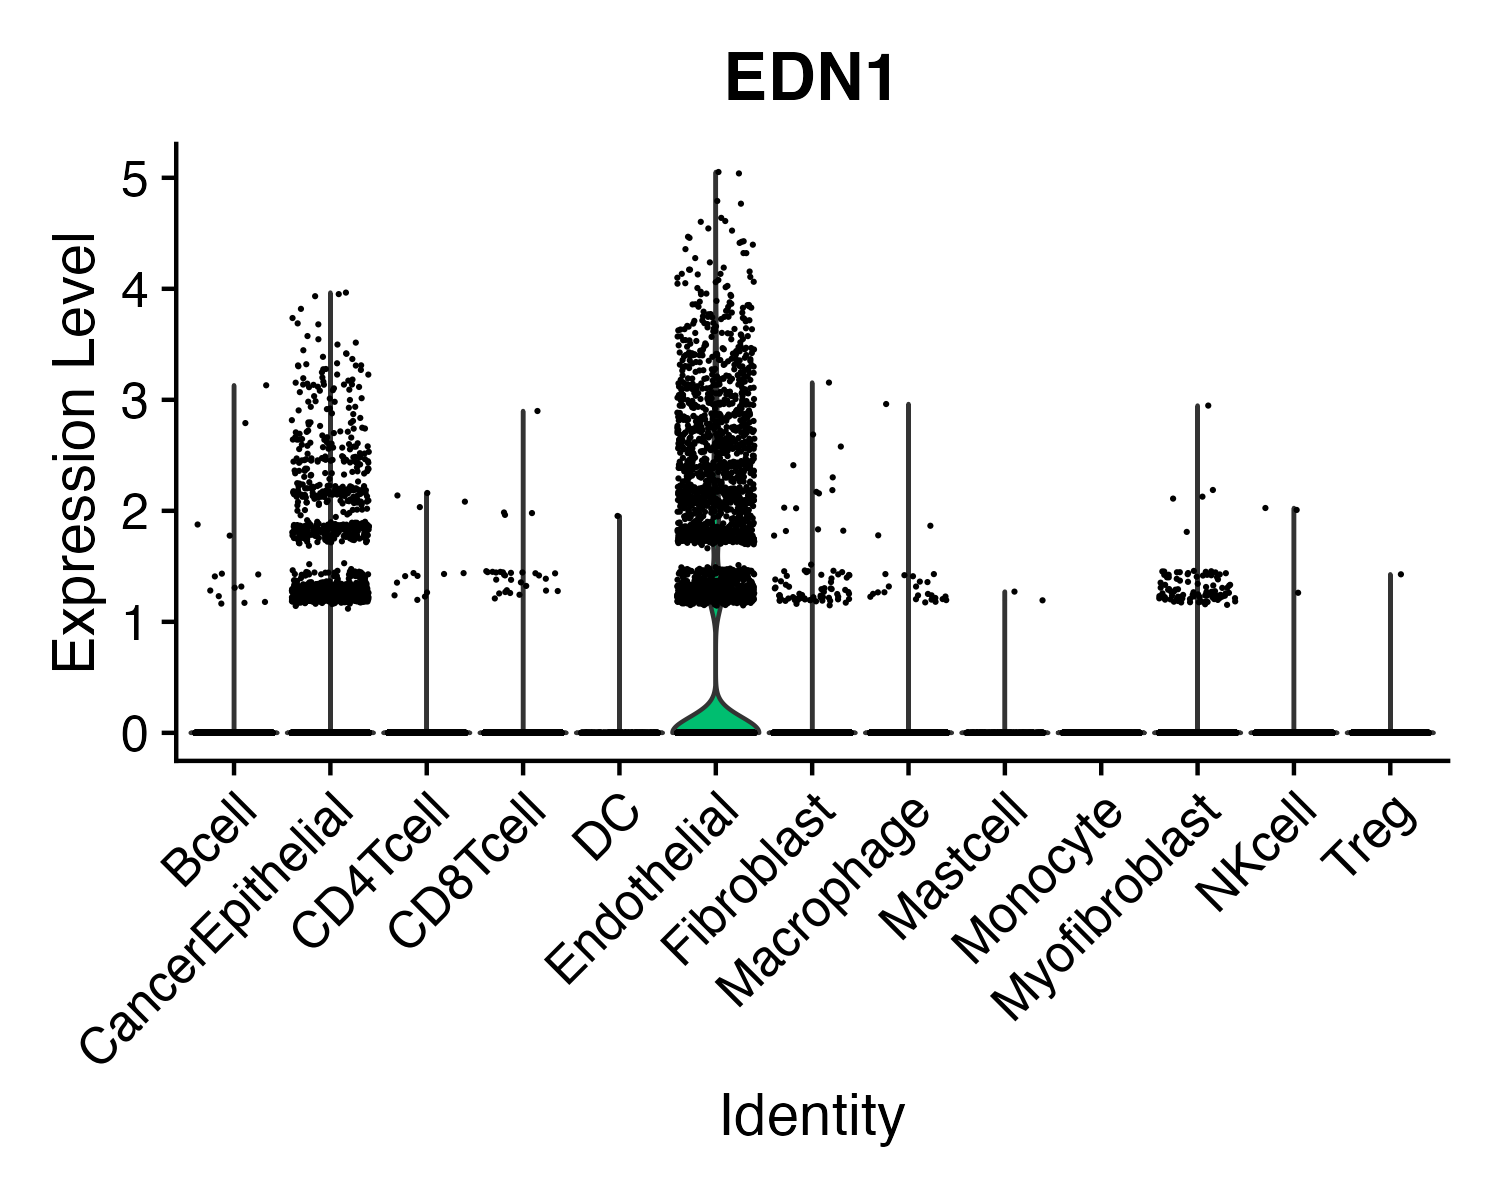 EDN1
Expression Level
5
4
3
2
1
0
Bcell
CancerEpithelial
CD4Tcell
CD8Tcell
DC
Endothelial
Fibroblast
Macrophage
Mastcell
Monocyte
Myofibroblast
NKcell
Treg
Identity